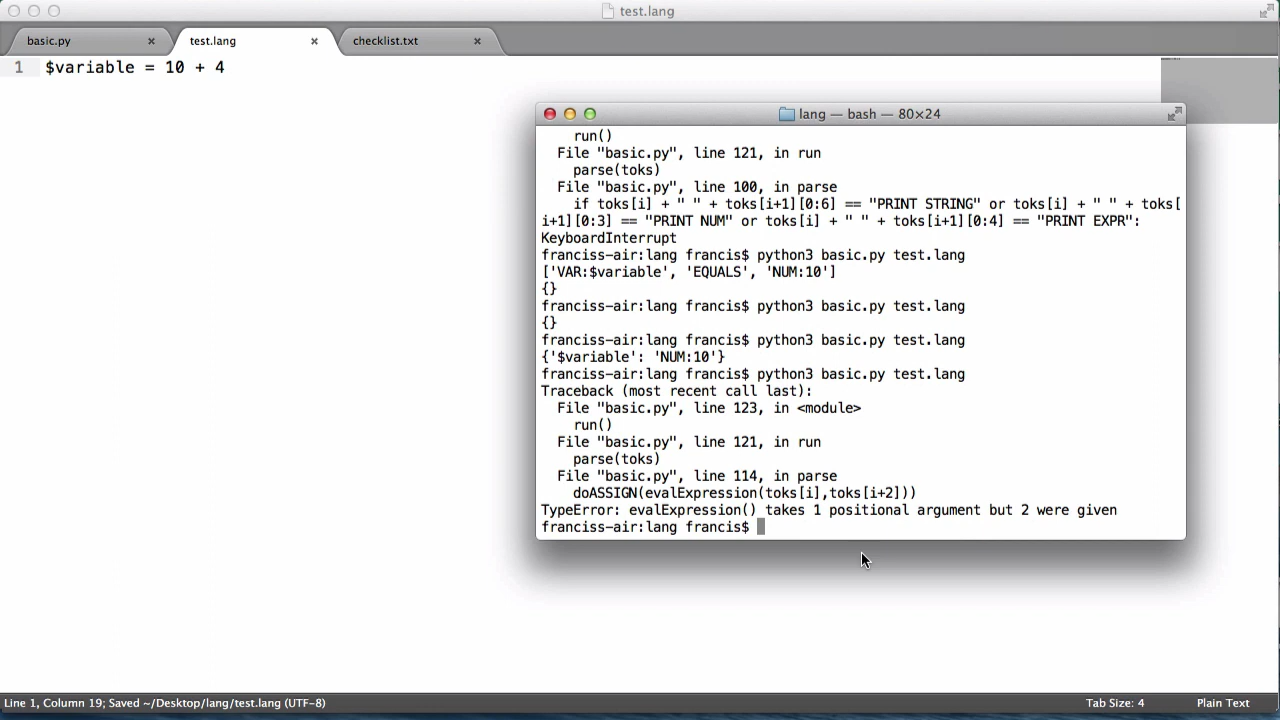 test.lang
basic.py × test.lang × checklist.txt ×
1 $variable = 10 + 4
lang — bash — 80×24
run()
File "basic.py", line 121, in run
parse(toks)
File "basic.py", line 100, in parse
if toks[i] + " " + toks[i+1][0:6] == "PRINT STRING" or toks[i] + " " + toks[
i+1][0:3] == "PRINT NUM" or toks[i] + " " + toks[i+1][0:4] == "PRINT EXPR":
KeyboardInterrupt
franciss-air:lang francis$ python3 basic.py test.lang
['VAR:$variable', 'EQUALS', 'NUM:10']
{}
franciss-air:lang francis$ python3 basic.py test.lang
{}
franciss-air:lang francis$ python3 basic.py test.lang
{'$variable': 'NUM:10'}
franciss-air:lang francis$ python3 basic.py test.lang
Traceback (most recent call last):
File "basic.py", line 123, in <module>
run()
File "basic.py", line 121, in run
parse(toks)
File "basic.py", line 114, in parse
doASSIGN(evalExpression(toks[i],toks[i+2]))
TypeError: evalExpression() takes 1 positional argument but 2 were given
franciss-air:lang francis$
Line 1, Column 19; Saved ~/Desktop/lang/test.lang (UTF-8) Tab Size: 4 Plain Text